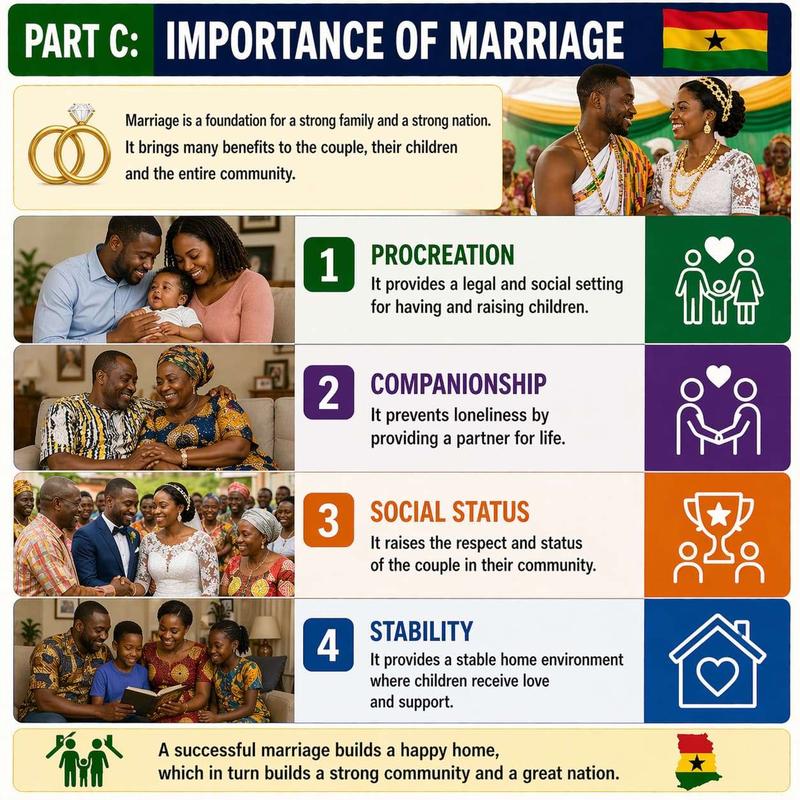 PART C: IMPORTANCE OF MARRIAGE
Marriage is a foundation for a strong family and a strong nation.
It brings many benefits to the couple, their children
and the entire community.
1 PROCREATION
It provides a legal and social setting
for having and raising children.
2 COMPANIONSHIP
It prevents loneliness by
providing a partner for life.
3 SOCIAL STATUS
It raises the respect and status
of the couple in their community.
4 STABILITY
It provides a stable home environment
where children receive love
and support.
A successful marriage builds a happy home,
which in turn builds a strong community and a great nation.